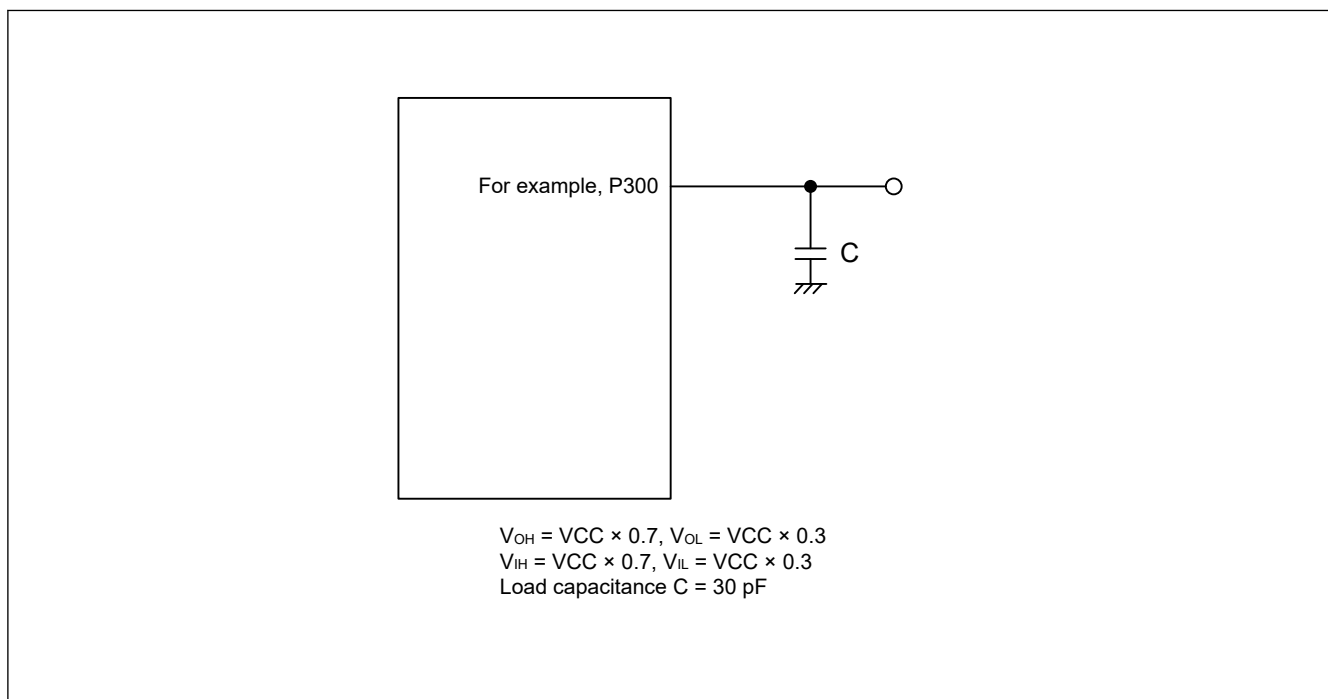 For example, P300
C
VOH = VCC × 0.7, VOL = VCC × 0.3
VIH = VCC × 0.7, VIL = VCC × 0.3
Load capacitance C = 30 pF